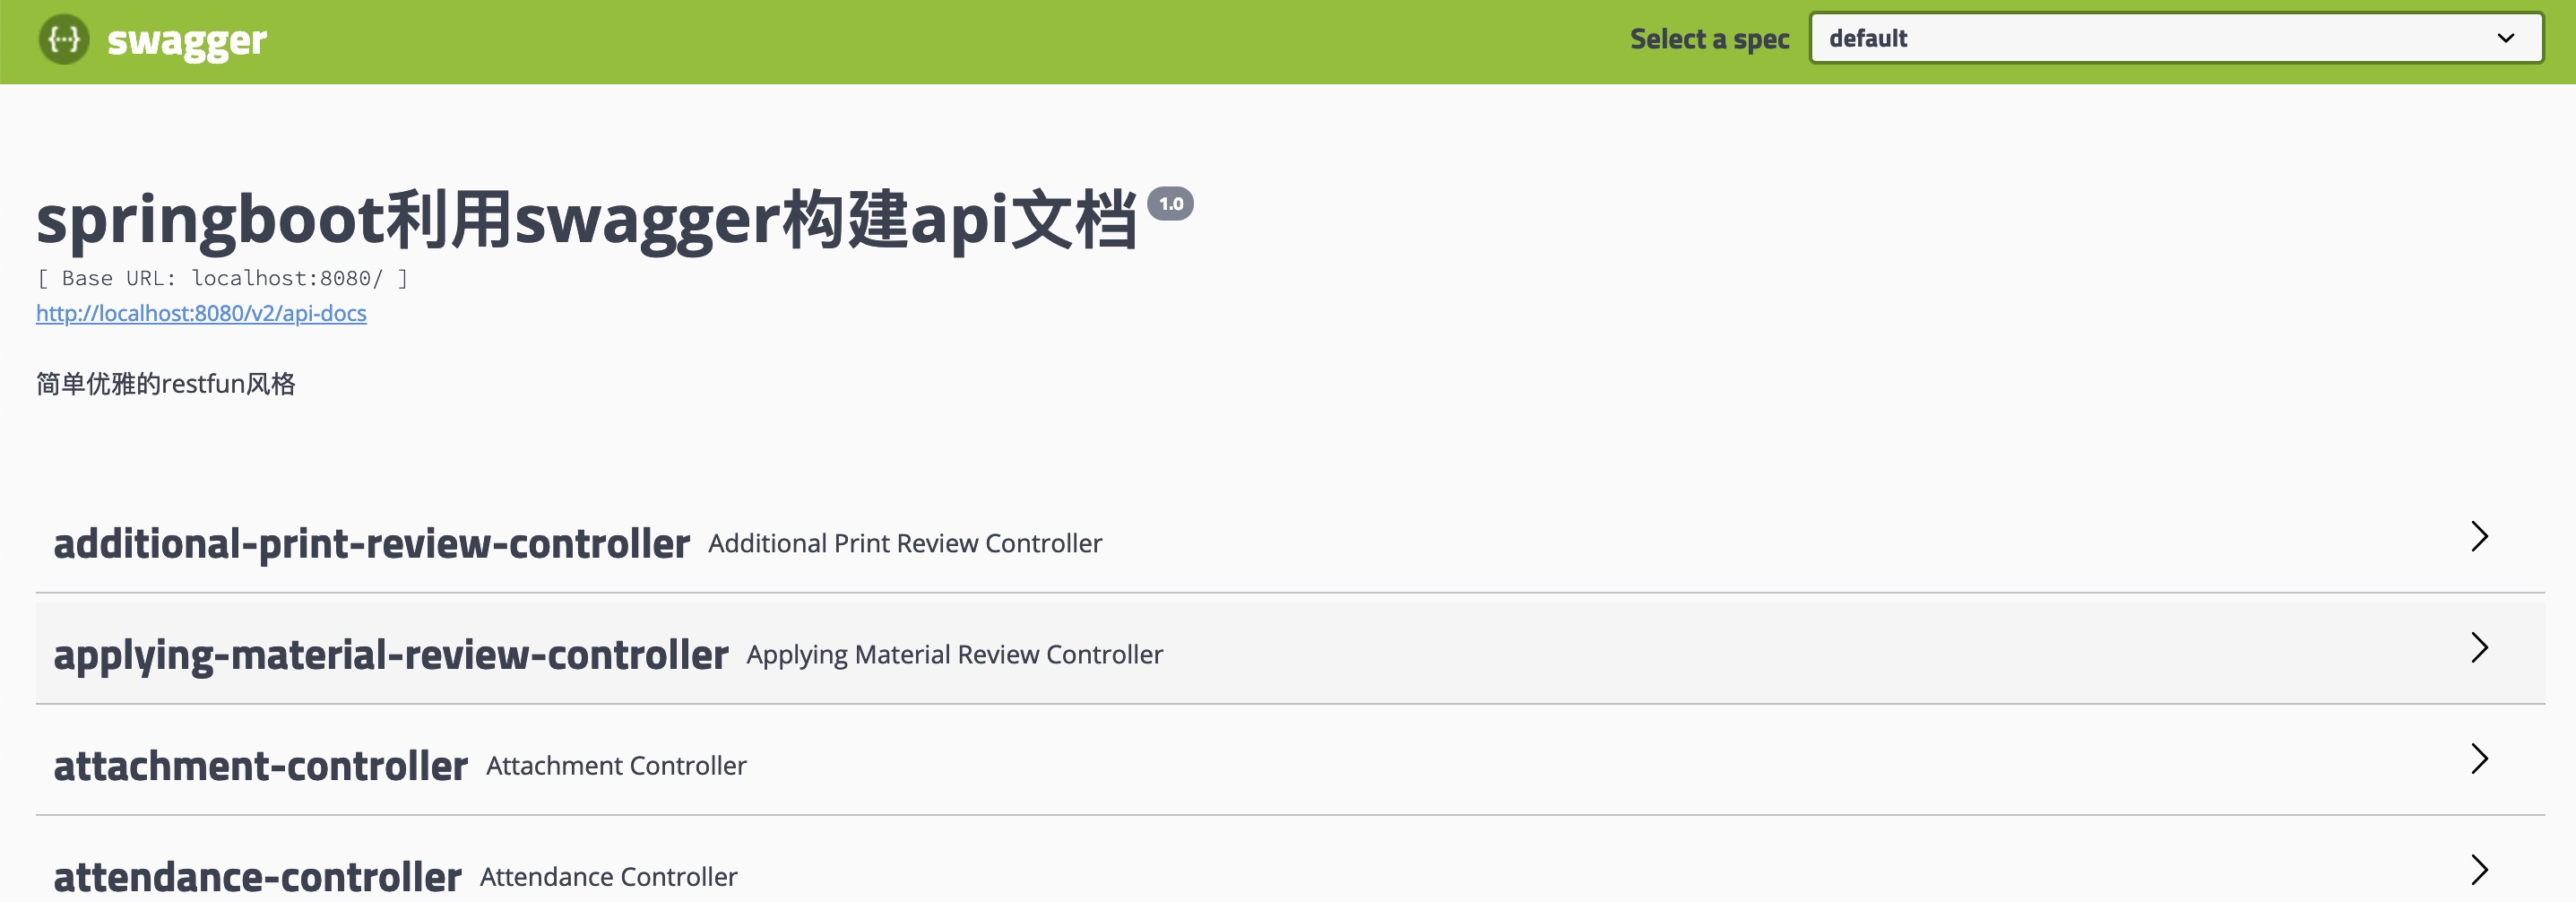 swagger
Select a spec default
springboot利用swagger构建api文档 1.0
[ Base URL: localhost:8080/ ]
http://localhost:8080/v2/api-docs
简单优雅的restfun风格
additional-print-review-controller Additional Print Review Controller
applying-material-review-controller Applying Material Review Controller
attachment-controller Attachment Controller
attendance-controller Attendance Controller